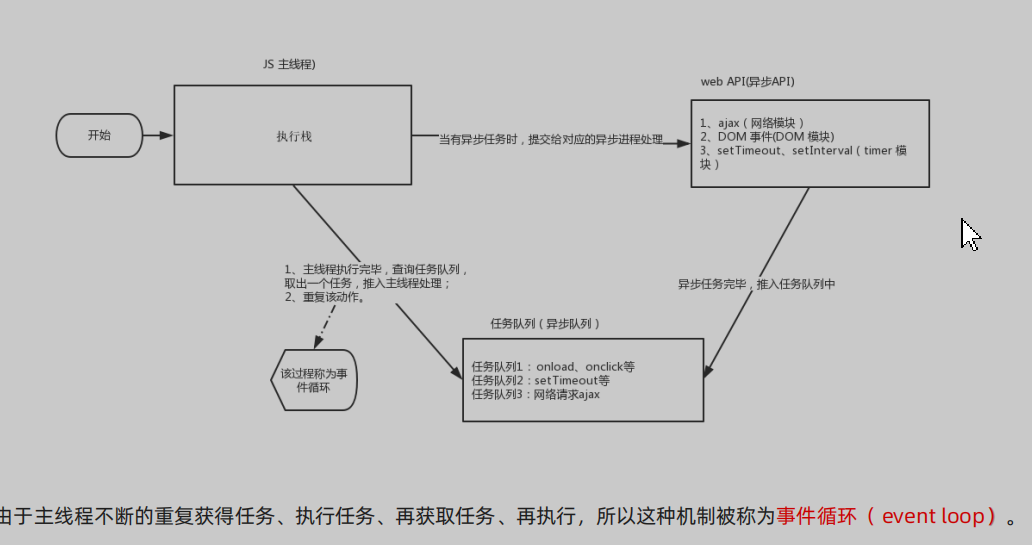 JS 主线程)
web API(异步API)
开始
执行栈
当有异步任务时，提交给对应的异步进程处理
1、ajax（网络模块）
2、DOM 事件(DOM 模块)
3、setTimeout、setInterval（timer 模
块）
1、主线程执行完毕，查询任务队列，
取出一个任务，推入主线程处理；
2、重复该动作。
异步任务完毕，推入任务队列中
任务队列（异步队列）
该过程称为事
件循环
任务队列1： onload、onclick等
任务队列2：setTimeout等
任务队列3：网络请求ajax
由于主线程不断的重复获得任务、执行任务、再获取任务、再执行，所以这种机制被称为事件循环（ event loop）。